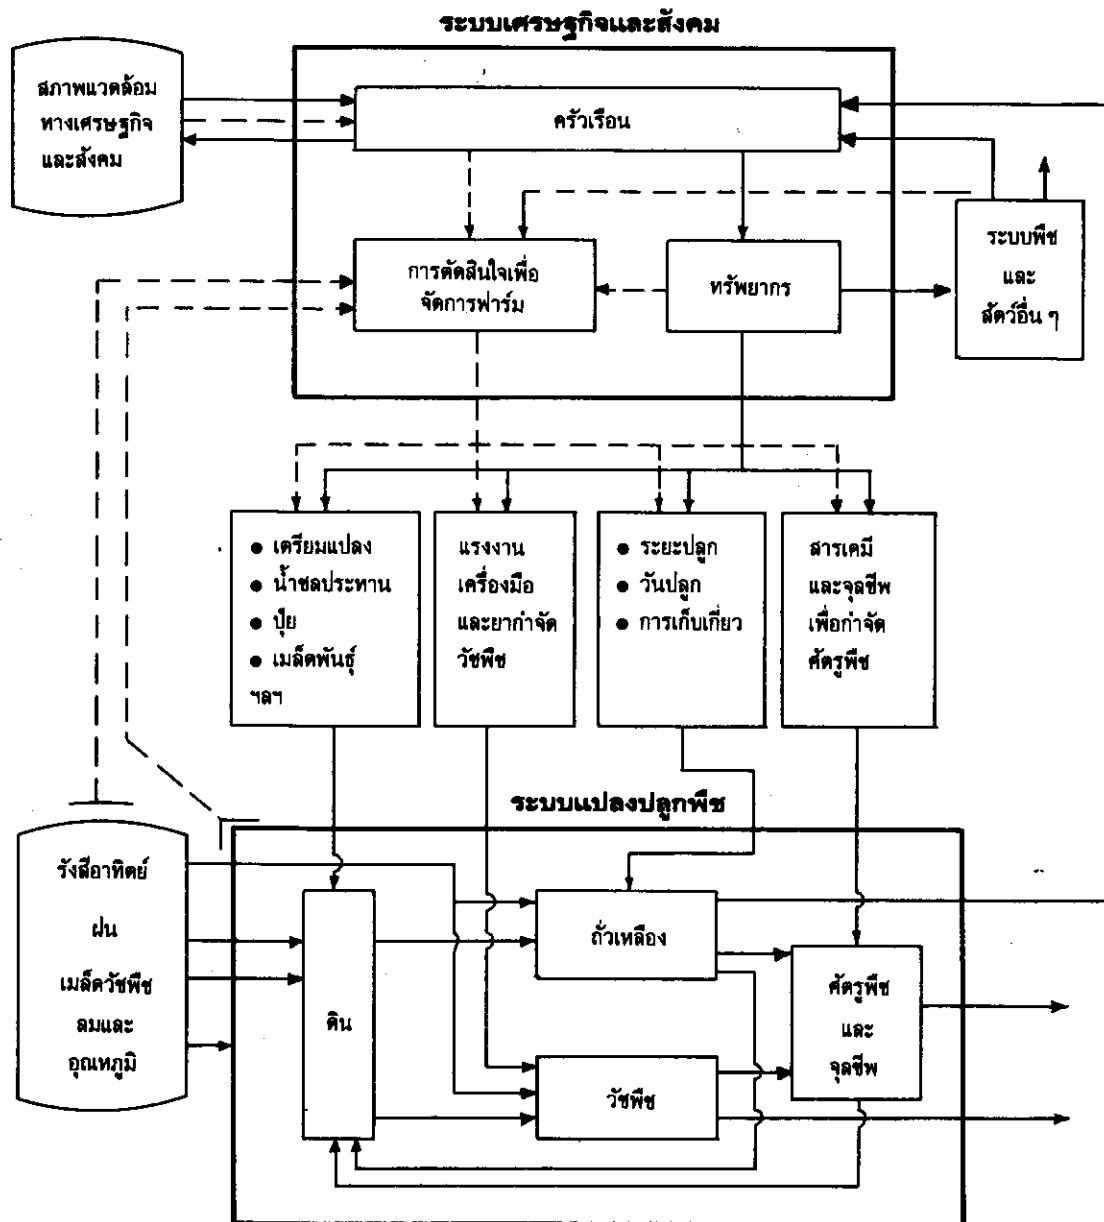 ระบบเศรษฐกิจและสังคม
สภาพแวดล้อม
ทางเศรษฐกิจ
และสังคม
ครัวเรือน
การตัดสินใจเพื่อ
จัดการฟาร์ม
ทรัพยากร
ระบบพืช
และ
สัตว์อื่น ๆ
● เตรียมแปลง
● น้ำชลประทาน
● ปุ๋ย
● เมล็ดพันธุ์
ฯลฯ
แรงงาน
เครื่องมือ
และยากำจัด
วัชพืช
● ระยะปลูก
● วันปลูก
● การเก็บเกี่ยว
สารเคมี
และจุลชีพ
เพื่อกำจัด
ศัตรูพืช
ระบบแปลงปลูกพืช
รังสีอาทิตย์
ฝน
เมล็ดวัชพืช
ลมและ
อุณหภูมิ
ดิน
ถั่วเหลือง
วัชพืช
ศัตรูพืช
และ
จุลชีพ